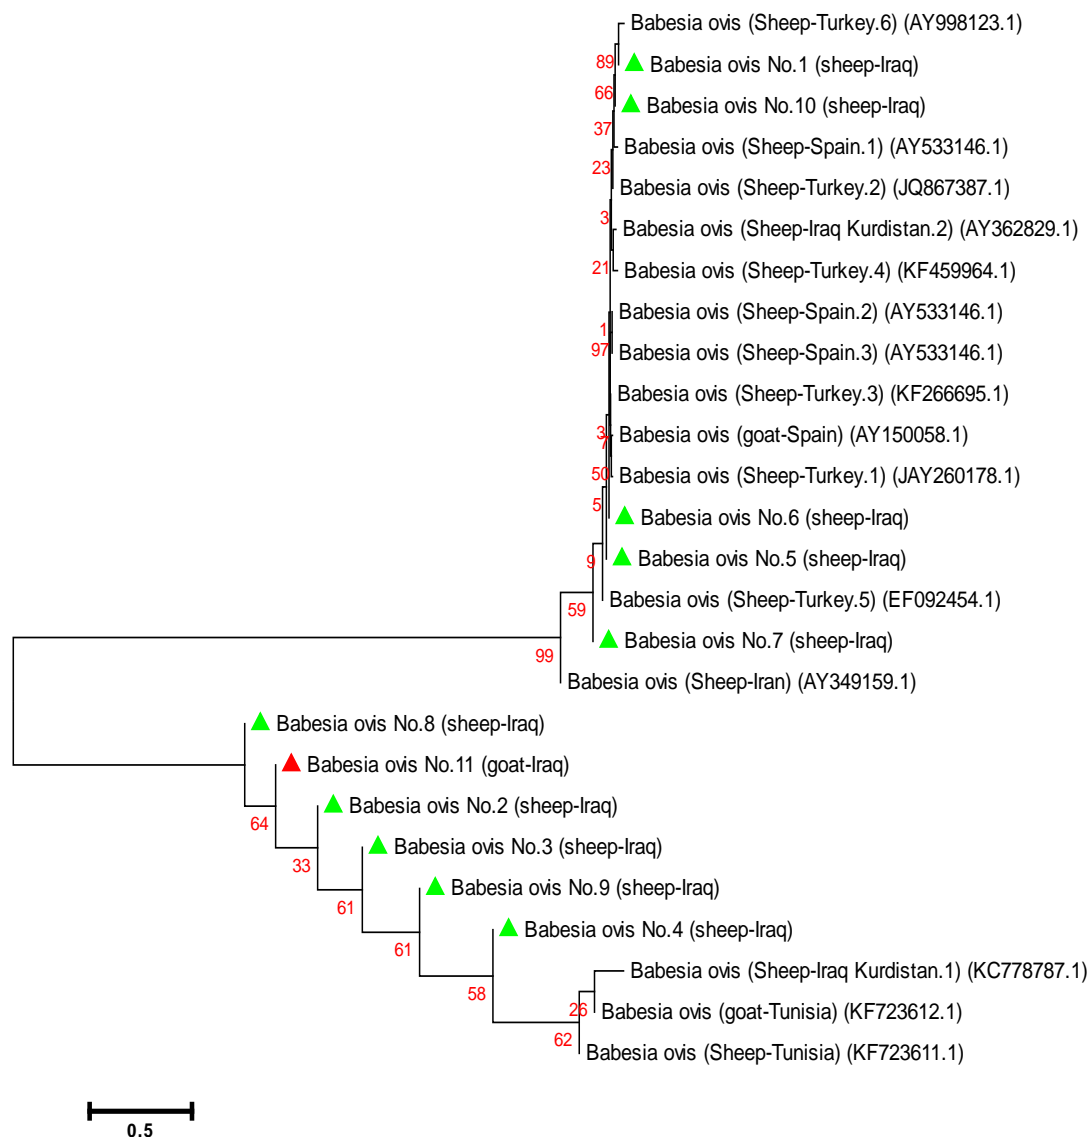 Babesia ovis (Sheep-Turkey.6) (AY998123.1)
89
Babesia ovis No.1 (sheep-Iraq)
66
Babesia ovis No.10 (sheep-Iraq)
37
Babesia ovis (Sheep-Spain.1) (AY533146.1)
23
Babesia ovis (Sheep-Turkey.2) (JQ867387.1)
3
Babesia ovis (Sheep-Iraq Kurdistan.2) (AY362829.1)
21
Babesia ovis (Sheep-Turkey.4) (KF459964.1)
Babesia ovis (Sheep-Spain.2) (AY533146.1)
1
97
Babesia ovis (Sheep-Spain.3) (AY533146.1)
Babesia ovis (Sheep-Turkey.3) (KF266695.1)
3
Babesia ovis (goat-Spain) (AY150058.1)
7
50
Babesia ovis (Sheep-Turkey.1) (JAY260178.1)
5
Babesia ovis No.6 (sheep-Iraq)
9
Babesia ovis No.5 (sheep-Iraq)
Babesia ovis (Sheep-Turkey.5) (EF092454.1)
59
Babesia ovis No.7 (sheep-Iraq)
99
Babesia ovis (Sheep-Iran) (AY349159.1)
Babesia ovis No.8 (sheep-Iraq)
Babesia ovis No.11 (goat-Iraq)
64
Babesia ovis No.2 (sheep-Iraq)
33
Babesia ovis No.3 (sheep-Iraq)
61
Babesia ovis No.9 (sheep-Iraq)
61
Babesia ovis No.4 (sheep-Iraq)
58
Babesia ovis (Sheep-Iraq Kurdistan.1) (KC778787.1)
26
Babesia ovis (goat-Tunisia) (KF723612.1)
62
Babesia ovis (Sheep-Tunisia) (KF723611.1)
0.5